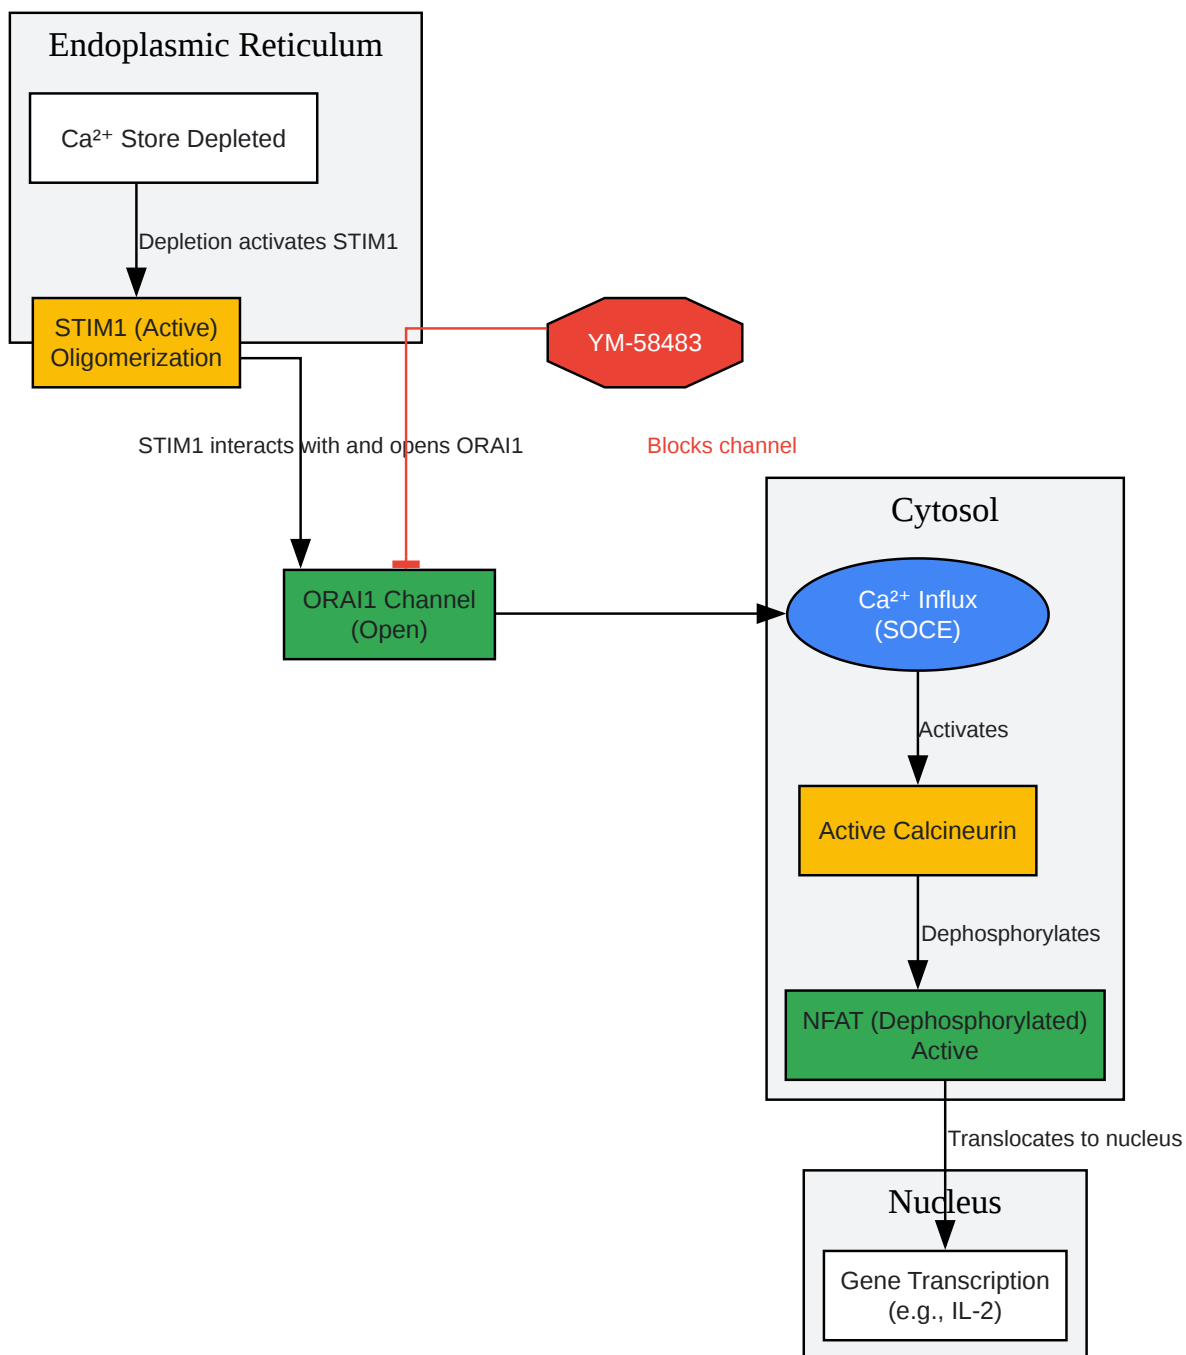 Endoplasmic Reticulum
Ca²⁺ Store Depleted
Depletion activates STIM1
STIM1 (Active)
Oligomerization
YM-58483
STIM1 interacts with and opens ORAI1
Blocks channel
Cytosol
ORAI1 Channel
(Open)
Ca²⁺ Influx
(SOCE)
Activates
Active Calcineurin
Dephosphorylates
NFAT (Dephosphorylated)
Active
Translocates to nucleus
Nucleus
Gene Transcription
(e.g., IL-2)